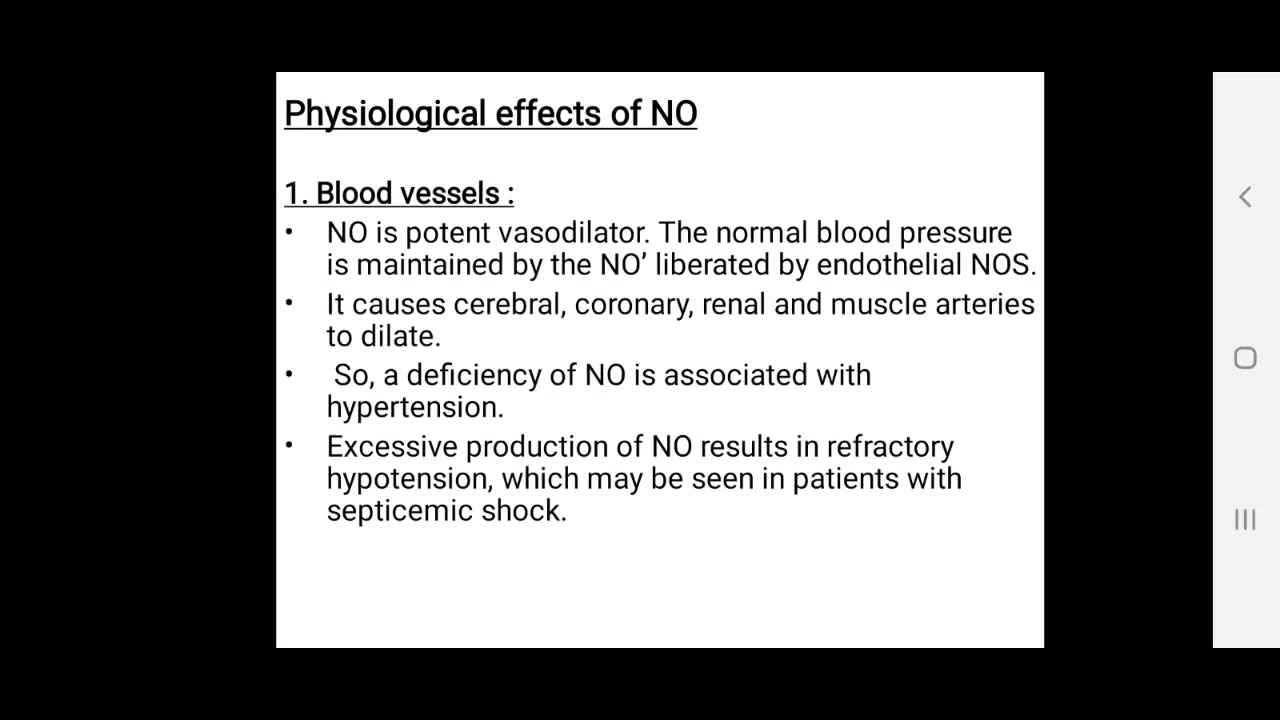 Physiological effects of NO
1. Blood vessels :
• NO is potent vasodilator. The normal blood pressure
is maintained by the NO’ liberated by endothelial NOS.
• It causes cerebral, coronary, renal and muscle arteries
to dilate.
• So, a deficiency of NO is associated with
hypertension.
• Excessive production of NO results in refractory
hypotension, which may be seen in patients with
septicemic shock.